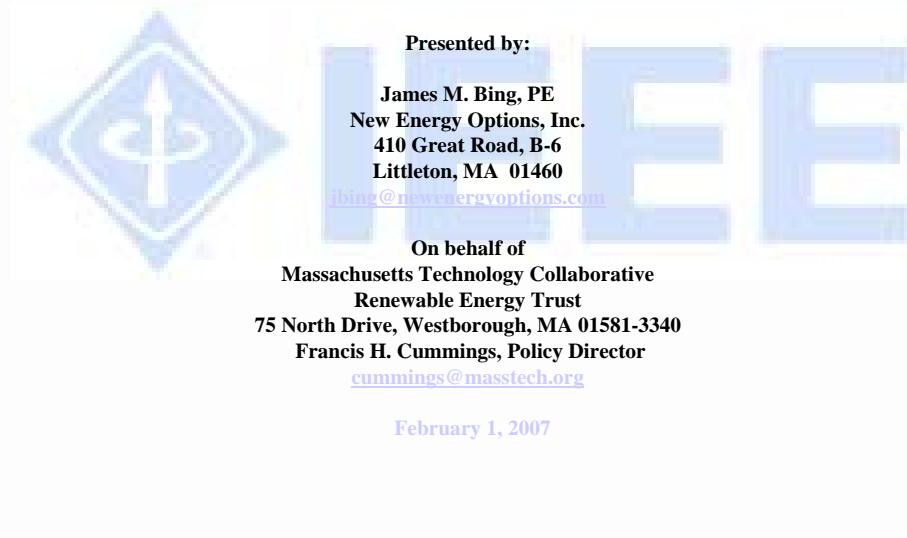 IEEE
Presented by:
James M. Bing, PE
New Energy Options, Inc.
410 Great Road, B-6
Littleton, MA 01460
jbing@newenergyoptions.com
On behalf of
Massachusetts Technology Collaborative
Renewable Energy Trust
75 North Drive, Westborough, MA 01581-3340
Francis H. Cummings, Policy Director
cummings@masstech.org
February 1, 2007